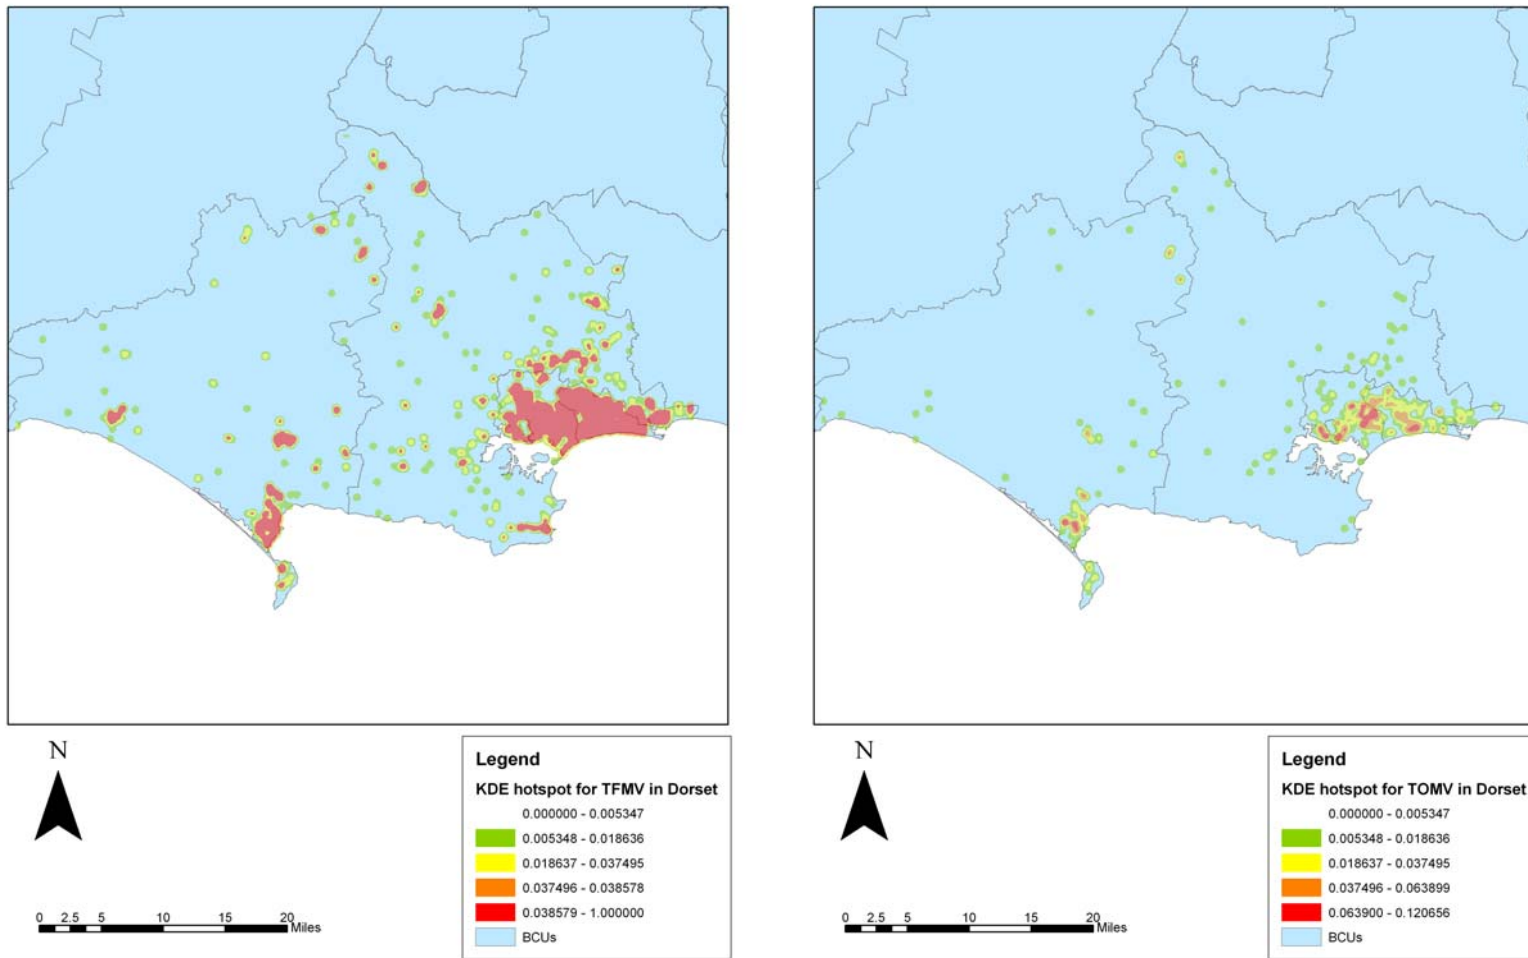 N
Legend
KDE hotspot for TFMV in Dorset
0.000000 - 0.005347
0.005348 - 0.018636
0.018637 - 0.037495
0.037496 - 0.038578
0.038579 - 1.000000
BCUs
0 2.5 5 10 15 20
Miles
N
Legend
KDE hotspot for TOMV in Dorset
0.000000 - 0.005347
0.005348 - 0.018636
0.018637 - 0.037495
0.037496 - 0.063899
0.063900 - 0.120656
BCUs
0 2.5 5 10 15 20
Miles